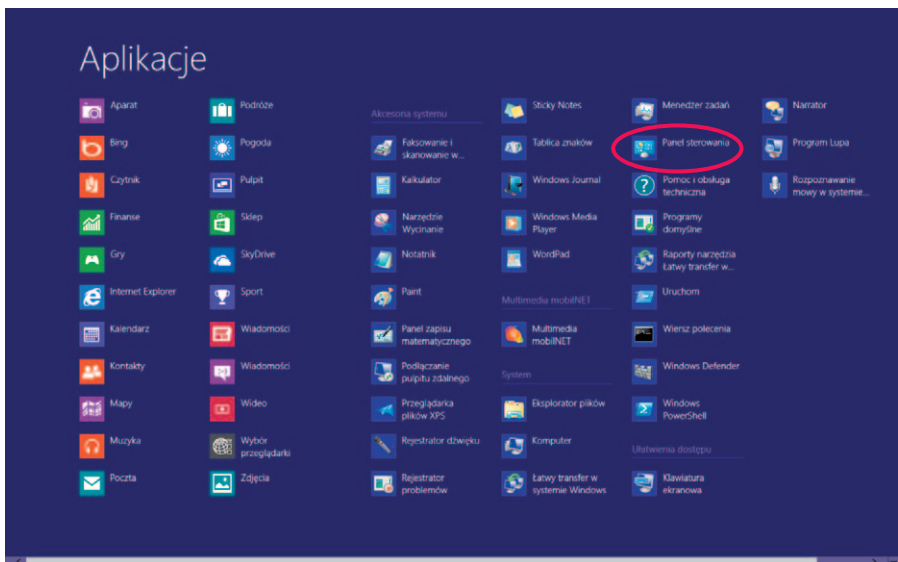 Aplikacje
Aparat
Bing
Czytnik
Finanse
Gry
Internet Explorer
Kalendarz
Kontakty
Mapy
Muzyka
Poczta
Podróże
Pogoda
Pulpit
Sklep
SkyDrive
Sport
Wiadomości
Wiadomości
Wideo
Wybór
przeglądarki
Zdjęcia
Akcesoria systemu
Faksowanie i
skanowanie w...
Kalkulator
Narzędzie
Wycinanie
Notatnik
Paint
Panel zapisu
matematycznego
Podłączanie
pulpitu zdalnego
Przeglądarka
plików XPS
Rejestrator dźwięku
Rejestrator
problemów
Sticky Notes
Tablica znaków
Windows Journal
Windows Media
Player
WordPad
Multimedia mobilNET
Multimedia
mobilNET
System
Eksplorator plików
Komputer
Łatwy transfer w
systemie Windows
Menedżer zadań
Panel sterowania
Pomoc i obsługa
techniczna
Programy
domyślne
Raporty narzędzia
Łatwy transfer w...
Uruchom
Wiersz polecenia
Windows Defender
Windows
PowerShell
Ułatwienia dostępu
Klawiatura
ekranowa
Narrator
Program Lupa
Rozpoznawanie
mowy w systemie...